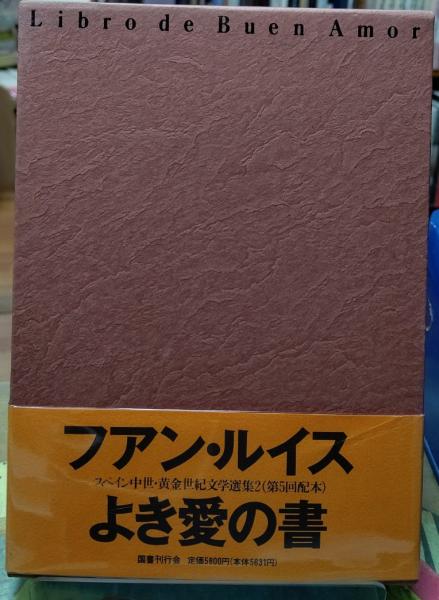 Libro de Buen Amor
フアン・ルイス
スペイン中世・黄金世紀文学選集2(第5回配本)
よき愛の書
国書刊行会 定価5800円(本体5631円)